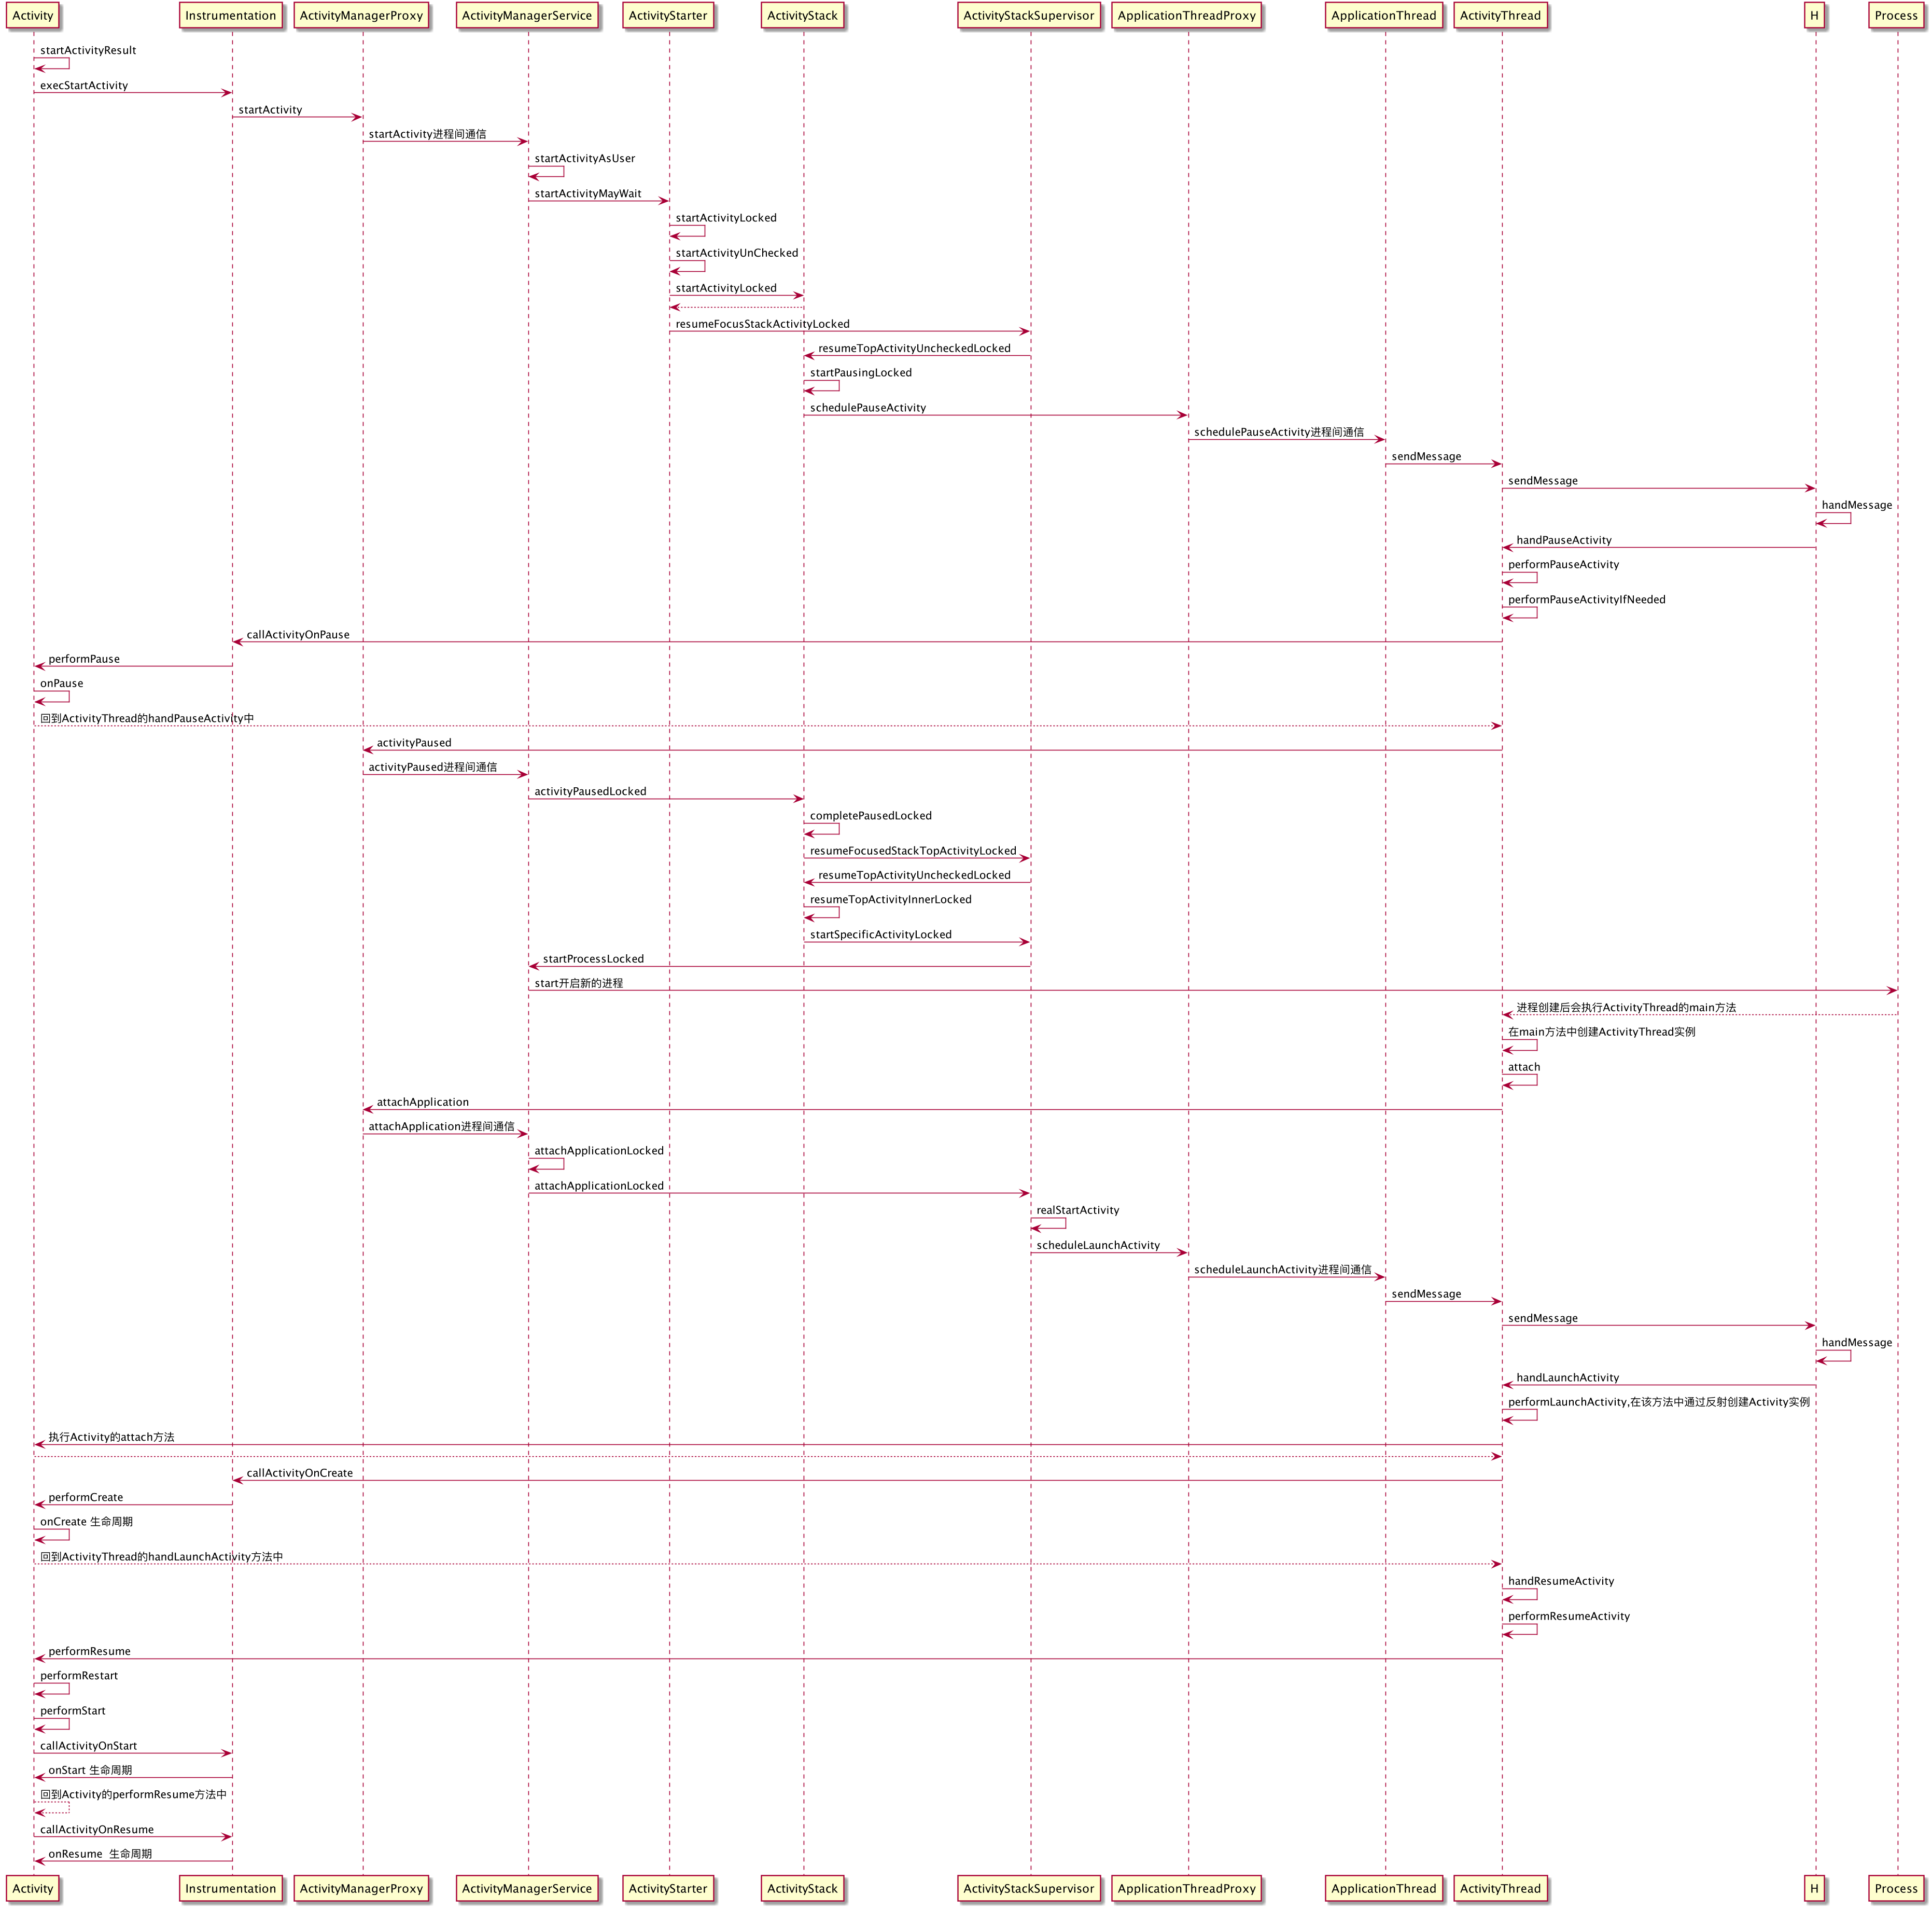 Activity
Instrumentation
ActivityManagerProxy
ActivityManagerService
ActivityStarter
ActivityStack
ActivityStackSupervisor
ApplicationThreadProxy
ApplicationThread
ActivityThread
H
Process
startActivityResult
execStartActivity
startActivity
startActivity进程间通信
startActivityAsUser
startActivityMayWait
startActivityLocked
startActivityUnChecked
startActivityLocked
resumeFocusStackActivityLocked
resumeTopActivityUncheckedLocked
startPausingLocked
schedulePauseActivity
schedulePauseActivity进程间通信
sendMessage
sendMessage
handMessage
handPauseActivity
performPauseActivity
performPauseActivityIfNeeded
callActivityOnPause
performPause
onPause
回到ActivityThread的handPauseActivity中
activityPaused
activityPaused进程间通信
activityPausedLocked
completePausedLocked
resumeFocusedStackTopActivityLocked
resumeTopActivityUncheckedLocked
resumeTopActivityInnerLocked
startSpecificActivityLocked
startProcessLocked
start开启新的进程
进程创建后会执行ActivityThread的main方法
在main方法中创建ActivityThread实例
attach
attachApplication
attachApplication进程间通信
attachApplicationLocked
attachApplicationLocked
realStartActivity
scheduleLaunchActivity
scheduleLaunchActivity进程间通信
sendMessage
sendMessage
handMessage
handLaunchActivity
performLaunchActivity,在该方法中通过反射创建Activity实例
执行Activity的attach方法
callActivityOnCreate
performCreate
onCreate 生命周期
回到ActivityThread的handLaunchActivity方法中
handResumeActivity
performResumeActivity
performResume
performRestart
performStart
callActivityOnStart
onStart 生命周期
回到Activity的performResume方法中
callActivityOnResume
onResume  生命周期
Activity
Instrumentation
ActivityManagerProxy
ActivityManagerService
ActivityStarter
ActivityStack
ActivityStackSupervisor
ApplicationThreadProxy
ApplicationThread
ActivityThread
H
Process